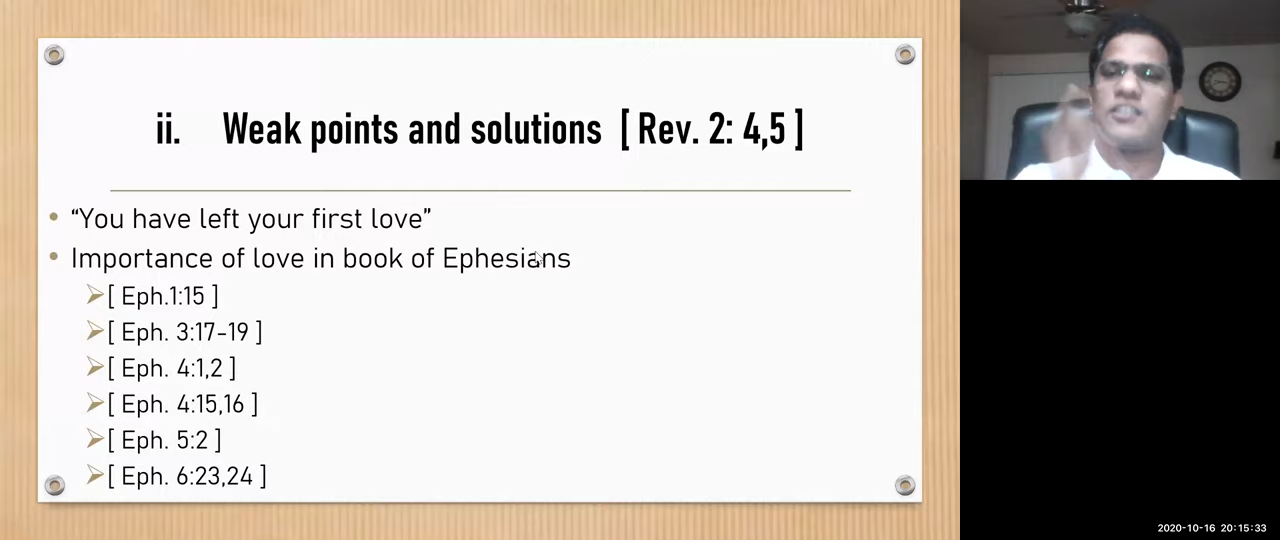 ii. Weak points and solutions [ Rev. 2: 4,5 ]
• “You have left your first love”
• Importance of love in book of Ephesians
➢[ Eph.1:15 ]
➢[ Eph. 3:17-19 ]
➢[ Eph. 4:1,2 ]
➢[ Eph. 4:15,16 ]
➢[ Eph. 5:2 ]
➢[ Eph. 6:23,24 ]
2020-10-16 20:15:33